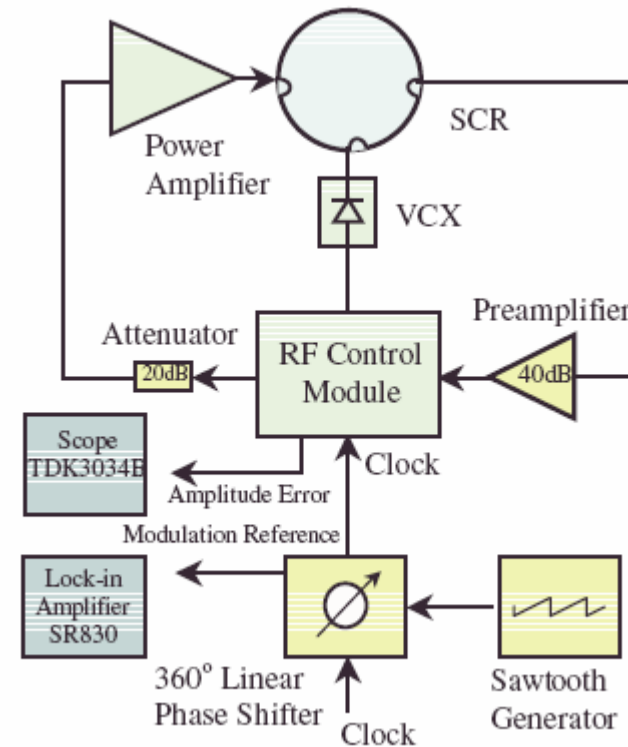 SCR
Power
Amplifier
VCX
Attenuator
Preamplifier
20dB
RF Control
Module
40dB
Scope
TDK3034B
Clock
Amplitude Error
Modulation Reference
Lock-in
Amplifier
SR830
360° Linear
Phase Shifter
Clock
Sawtooth
Generator